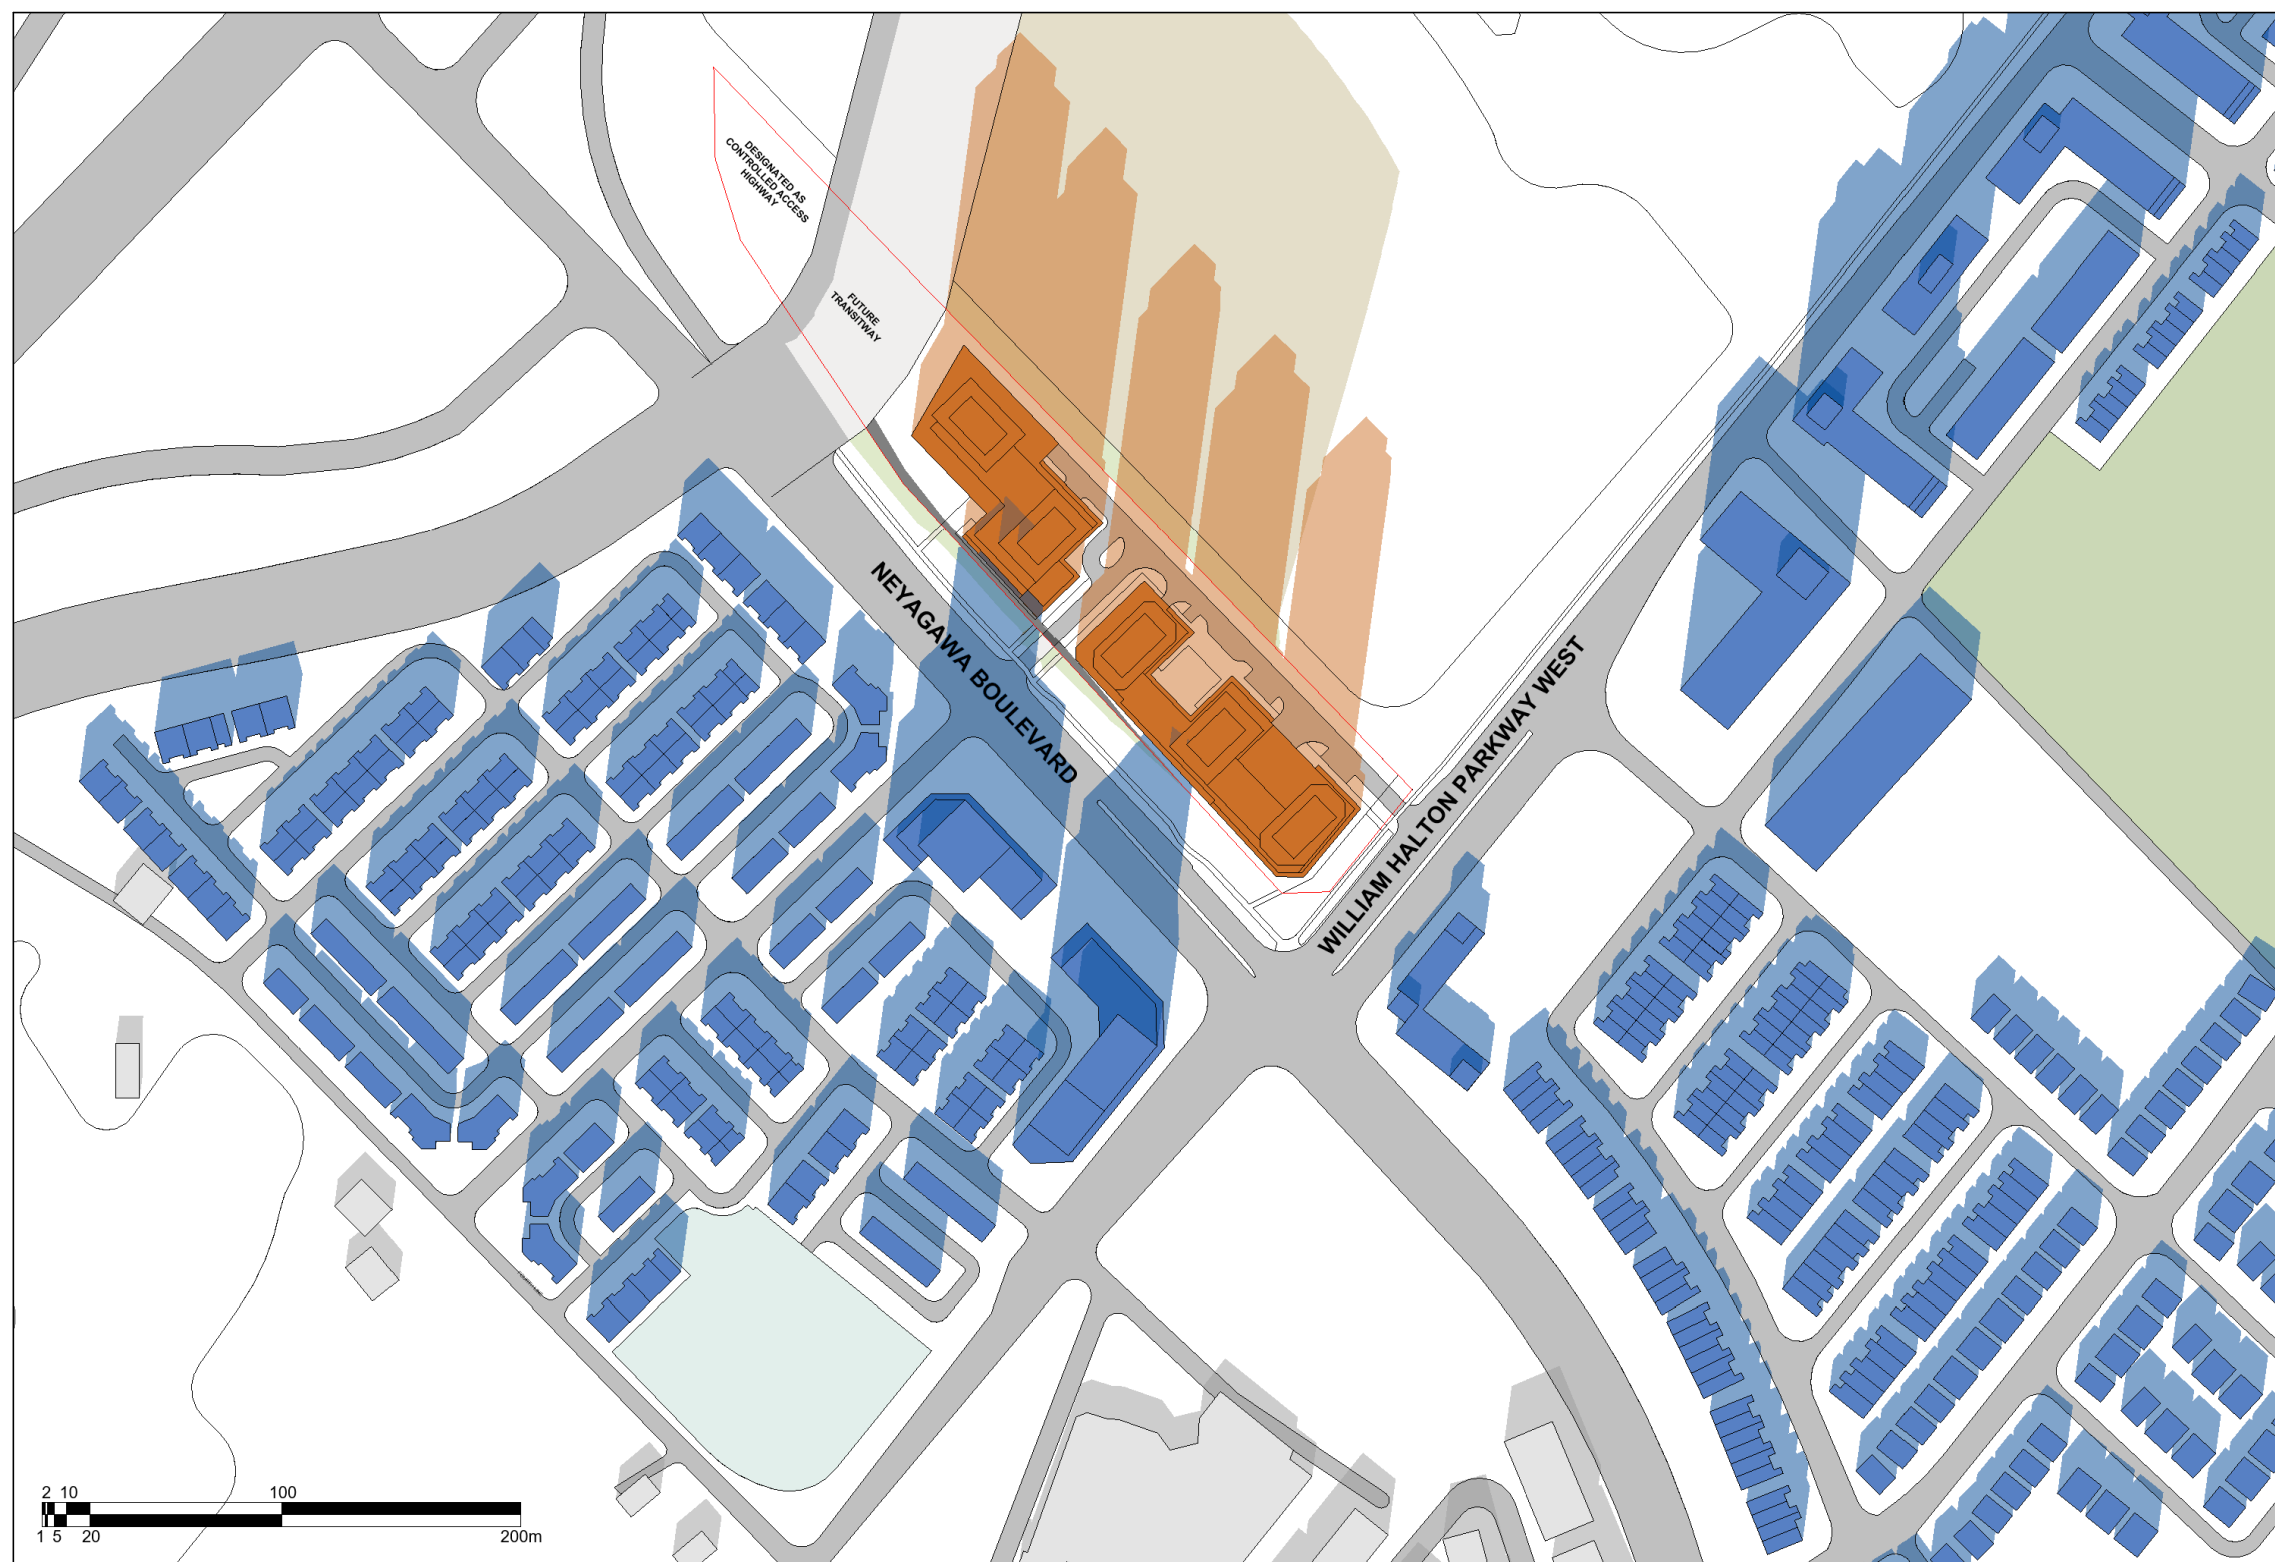 DESIGNATED AS
CONTROLLED ACCESS
HIGHWAY
FUTURE
TRANSITWAY
NEYAGAWA BOULEVARD
WILLIAM HALTON PARKWAY WEST
2 10 100
1 5 20 200m